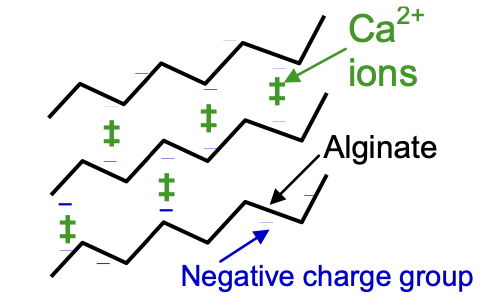 Ca²⁺
ions
‡
‡
‡
Alginate
‡
‡
Negative charge group